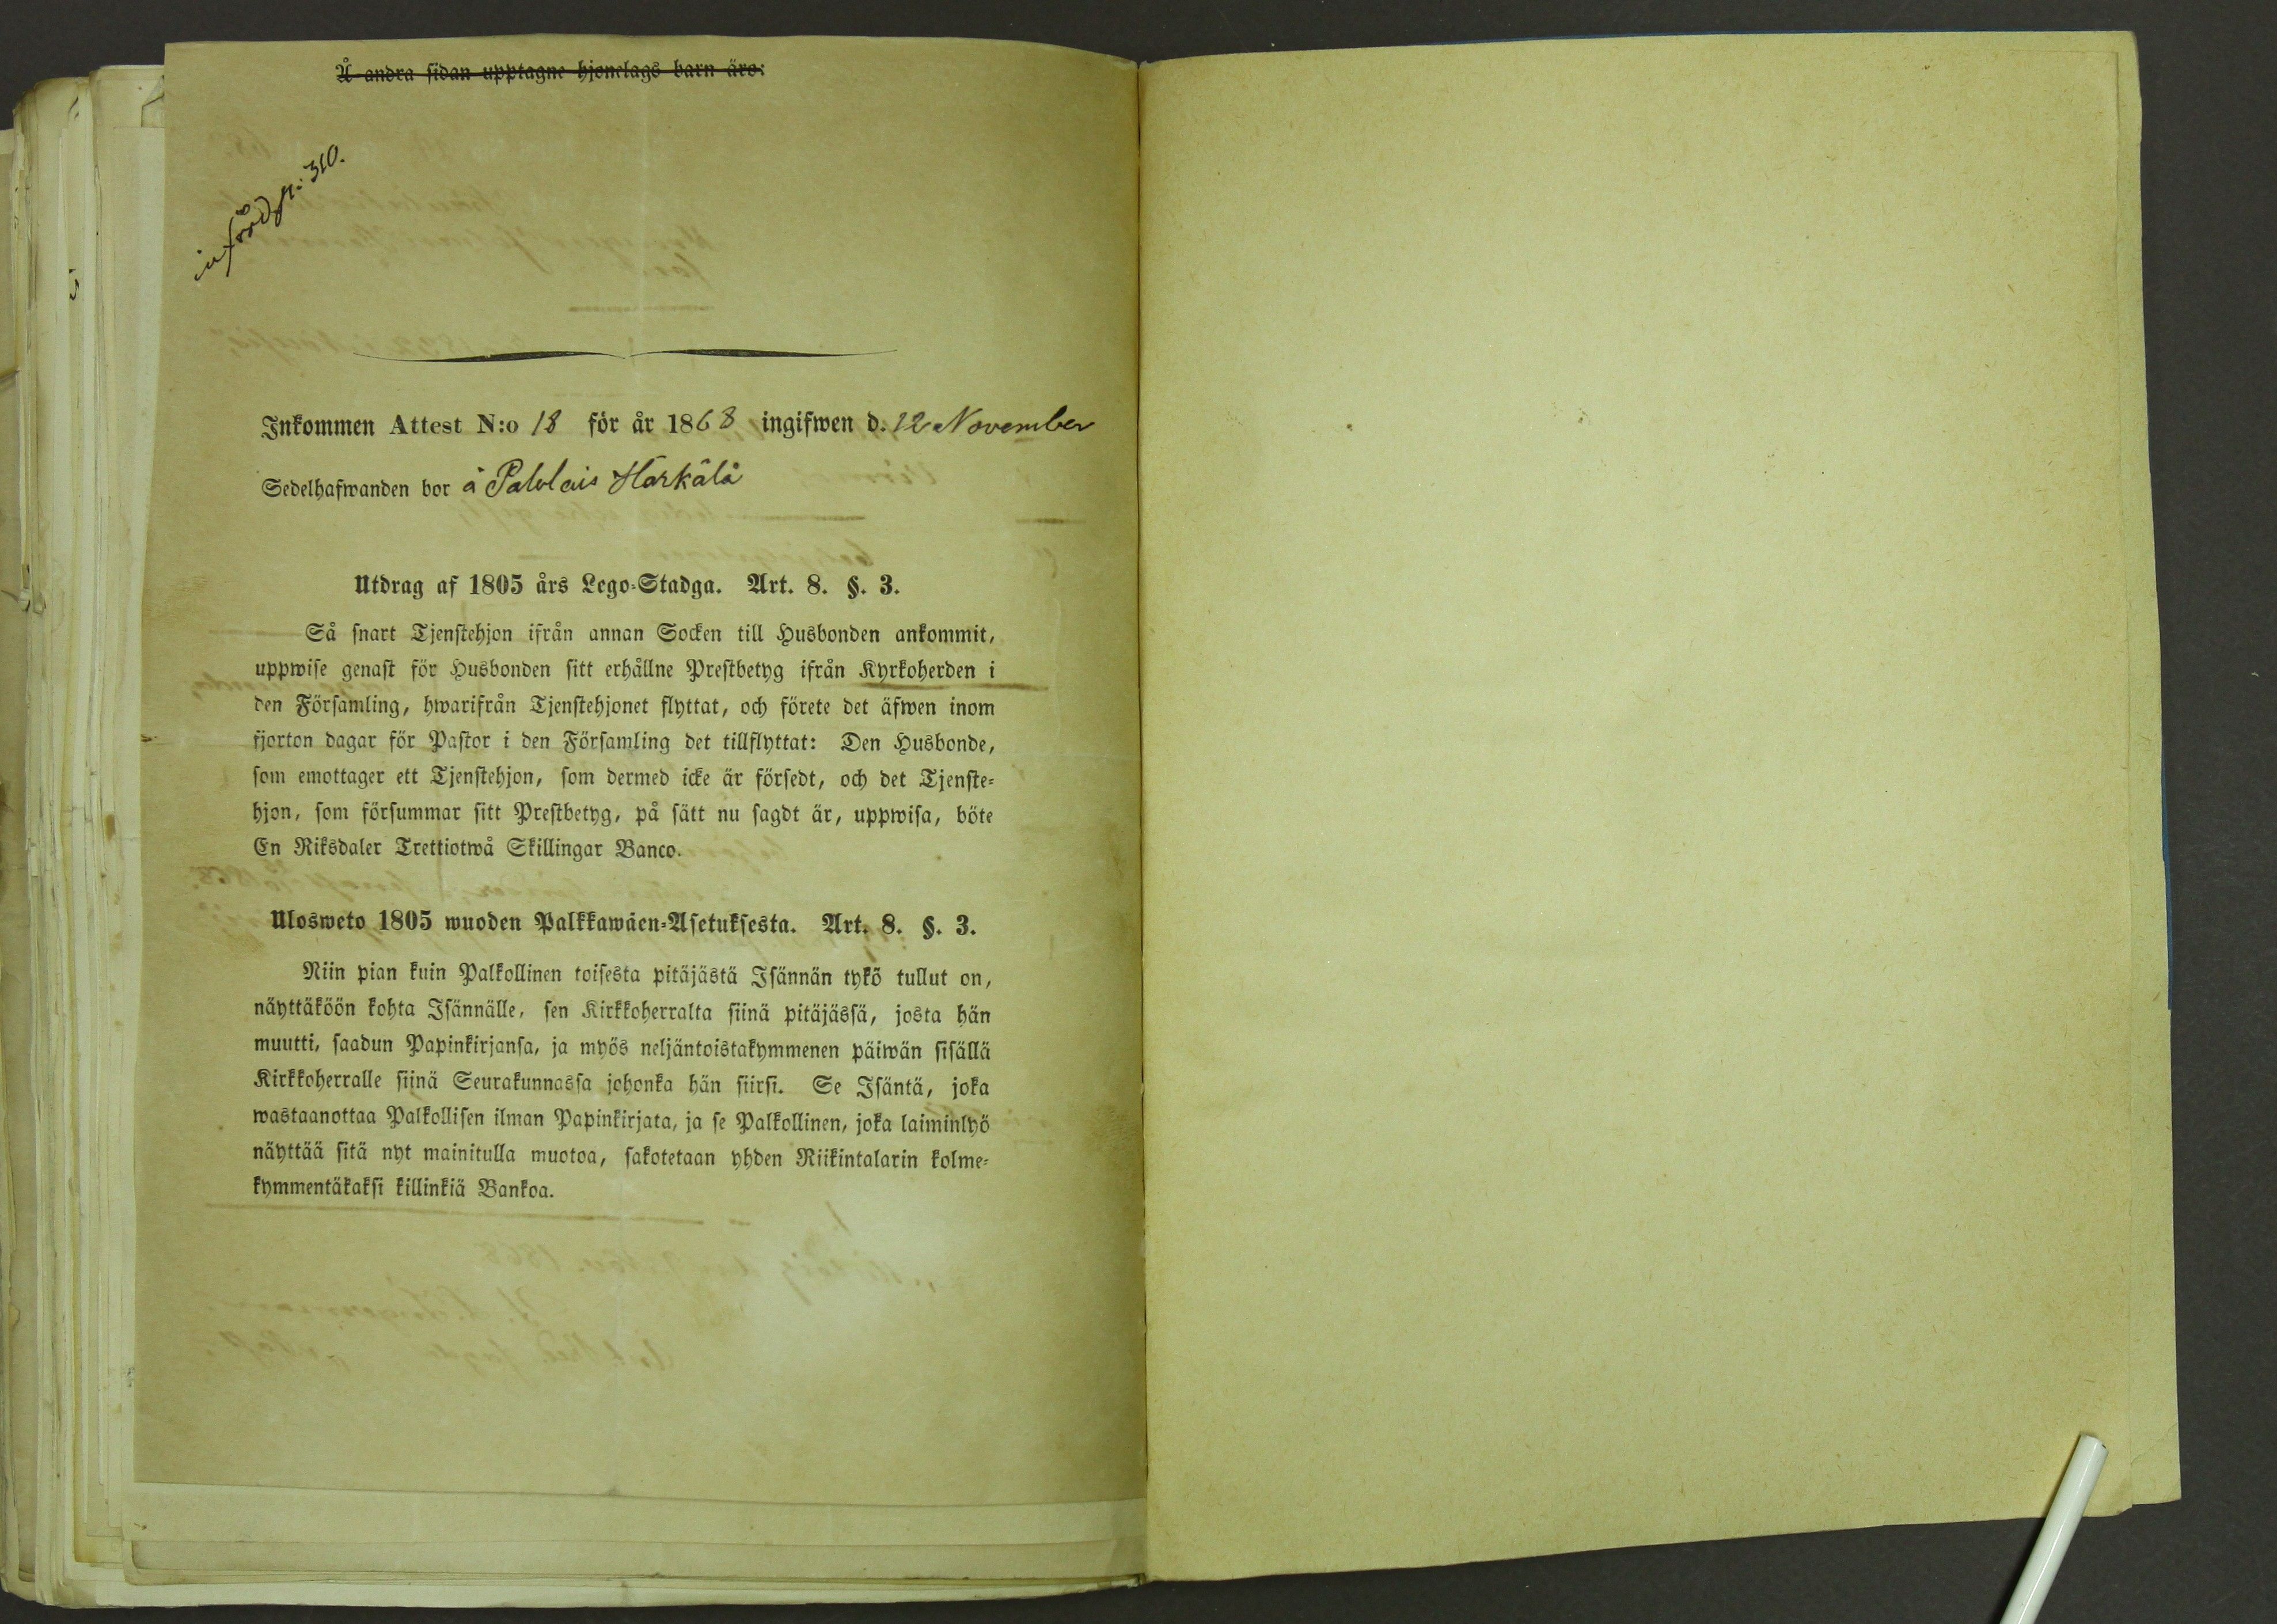 Å andra sidan upptagne hjonelags barn äro:
införd p: 310.
Inkommen Attest N:o 18 för år 1868 ingifwen d. 12 November
Sedelhafwanden bor å Palolais Härkälä
Utdrag af 1805 års Lego-Stadga. Art. 8. §. 3.
Så snart Tjenstehjon ifrån annan Socken till Husbonden ankommit,
uppwise genast för Husbonden sitt erhållne Prestbetyg ifrån Kyrkoherden i
den Församling, hwarifrån Tjenstehjonet flyttat, och förete det äfwen inom
fjorton dagar för Pastor i den Församling det tillflyttat: Den Husbonde,
som emottager ett Tjenstehjon, som dermed icke är försedt, och det Tjenste-
hjon, som försummar sitt Prestbetyg, på sätt nu sagdt är, uppwisa, böte
En Riksdaler Trettiotwå Skillingar Banco.
Ulosweto 1805 wuoden Palkkawäen-Asetuksesta. Art. 8. §. 3.
Niin pian kuin Palkollinen toisesta pitäjästä Isännän tykö tullut on,
näyttäköön kohta Isännälle, sen Kirkkoherralta siinä pitäjässä, josta hän
muutti, saadun Papinkirjansa, ja myös neljäntoistakymmenen päiwän sisällä
Kirkkoherralle sijnä Seurakunnassa johonka hän siirsi. Se Isäntä, joka
wastaanottaa Palkollisen ilman Papinkirjata, ja se Palkollinen, joka laiminlyö
näyttää sitä nyt mainitulla muotoa, sakotetaan yhden Riikintalarin kolme-
kymmentäkaksi killinkiä Bankoa.